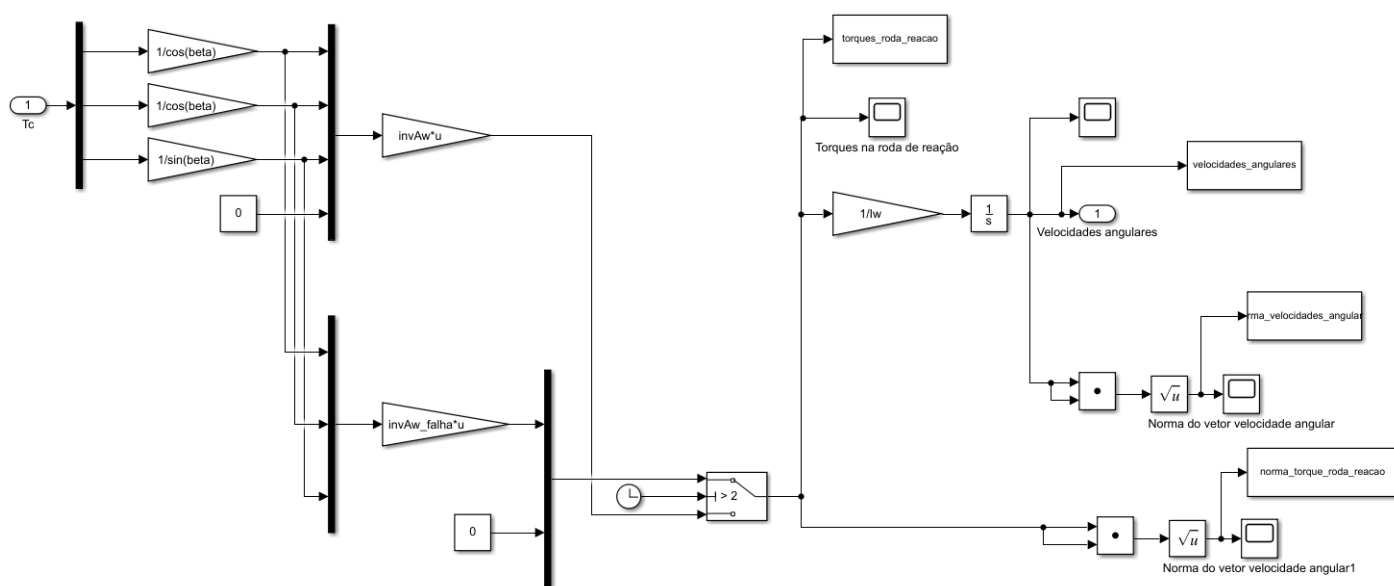 torques_roda_reacao
1/cos(beta)
1
Tc
1/cos(beta)
1/sin(beta)
0
invAw*u
Torques na roda de reação
velocidades_angulares
1/Iw
1
s
1
Velocidades angulares
rma_velocidades_angular
√u
Norma do vetor velocidade angular
invAw_falha*u
0
> 2
norma_torque_roda_reacao
√u
Norma do vetor velocidade angular1